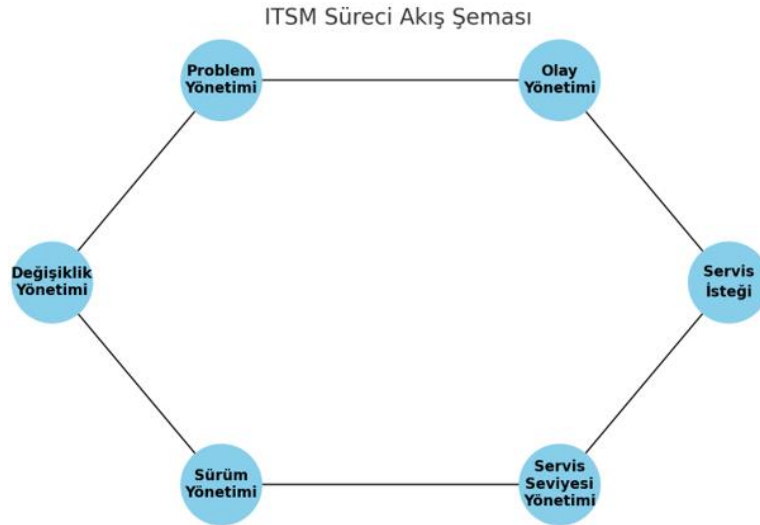 ITSM Süreci Akış Şeması
Problem
Yönetimi
Olay
Yönetimi
Değişiklik
Yönetimi
Servis
İsteği
Sürüm
Yönetimi
Servis
Seviyesi
Yönetimi